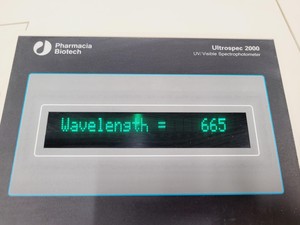 Pharmacia
Biotech
Ultrospec 2000
UV/Visible Spectrophotometer
Wavelength = 665